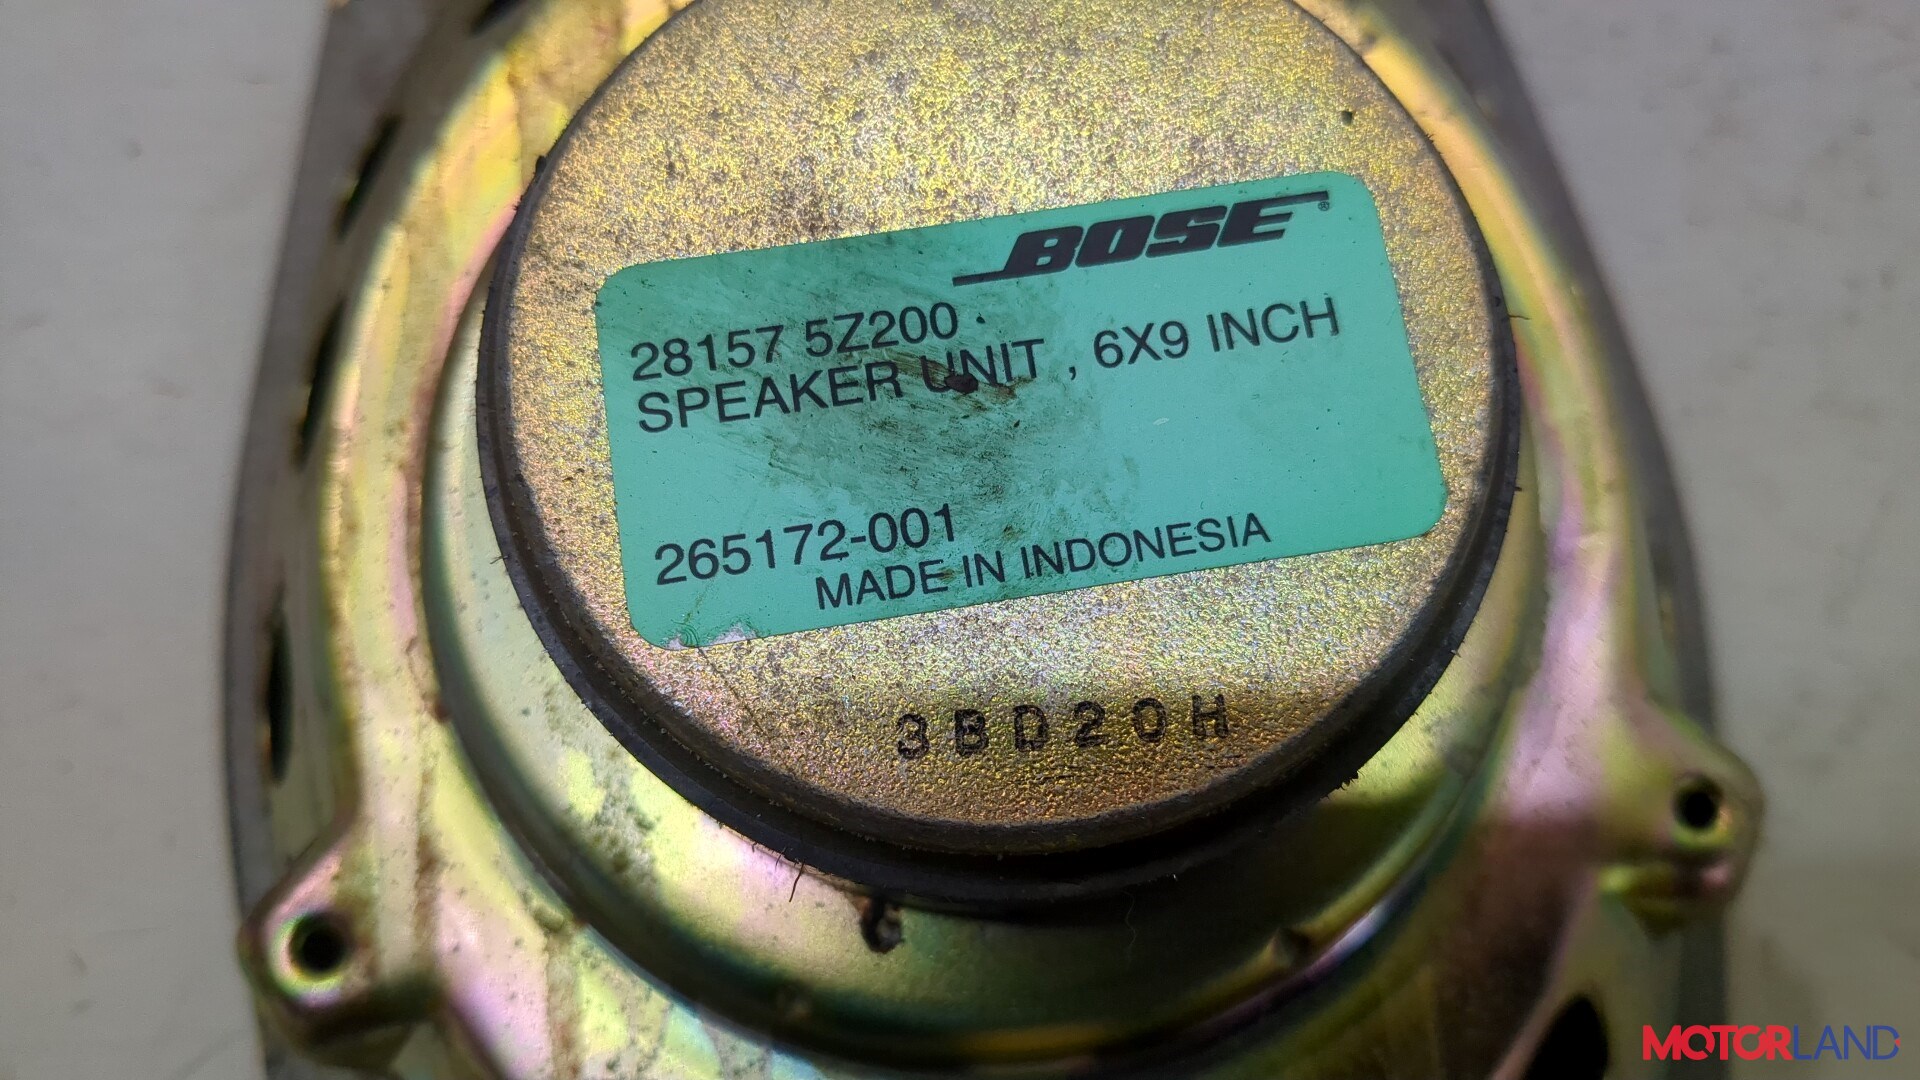 BOSE®
28157 5Z200
SPEAKER UNIT , 6X9 INCH
265172-001
MADE IN INDONESIA
3BD20H
MOTORLAND